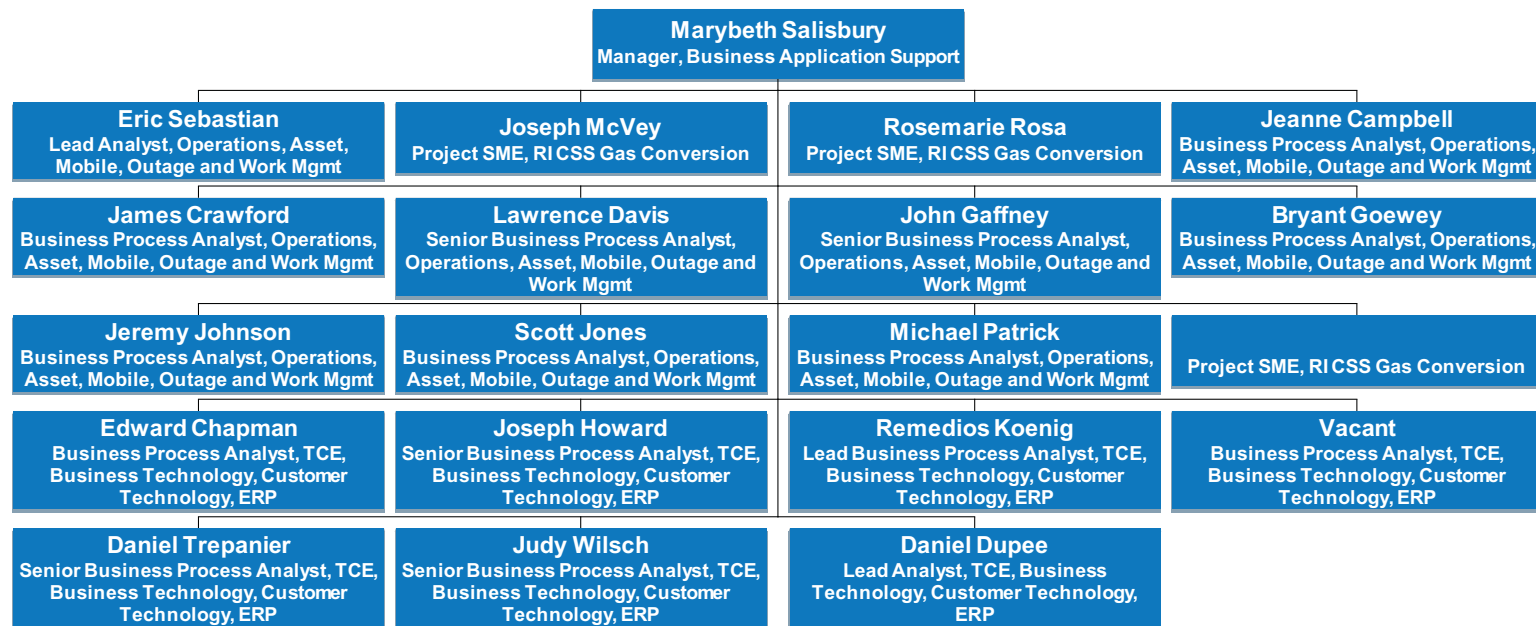 Marybeth Salisbury
Manager, Business Application Support
Eric Sebastian
Lead Analyst, Operations, Asset,
Mobile, Outage and Work Mgmt
Joseph McVey
Project SME, RI CSS Gas Conversion
Rosemarie Rosa
Project SME, RI CSS Gas Conversion
Jeanne Campbell
Business Process Analyst, Operations,
Asset, Mobile, Outage and Work Mgmt
James Crawford
Business Process Analyst, Operations,
Asset, Mobile, Outage and Work Mgmt
Lawrence Davis
Senior Business Process Analyst,
Operations, Asset, Mobile, Outage and
Work Mgmt
John Gaffney
Senior Business Process Analyst,
Operations, Asset, Mobile, Outage and
Work Mgmt
Bryant Goewey
Business Process Analyst, Operations,
Asset, Mobile, Outage and Work Mgmt
Jeremy Johnson
Business Process Analyst, Operations,
Asset, Mobile, Outage and Work Mgmt
Scott Jones
Business Process Analyst, Operations,
Asset, Mobile, Outage and Work Mgmt
Michael Patrick
Business Process Analyst, Operations,
Asset, Mobile, Outage and Work Mgmt
Project SME, RI CSS Gas Conversion
Edward Chapman
Business Process Analyst, TCE,
Business Technology, Customer
Technology, ERP
Joseph Howard
Senior Business Process Analyst, TCE,
Business Technology, Customer
Technology, ERP
Remedios Koenig
Lead Business Process Analyst, TCE,
Business Technology, Customer
Technology, ERP
Vacant
Business Process Analyst, TCE,
Business Technology, Customer
Technology, ERP
Daniel Trepanier
Senior Business Process Analyst, TCE,
Business Technology, Customer
Technology, ERP
Judy Wilsch
Senior Business Process Analyst, TCE,
Business Technology, Customer
Technology, ERP
Daniel Dupee
Lead Analyst, TCE, Business
Technology, Customer Technology,
ERP